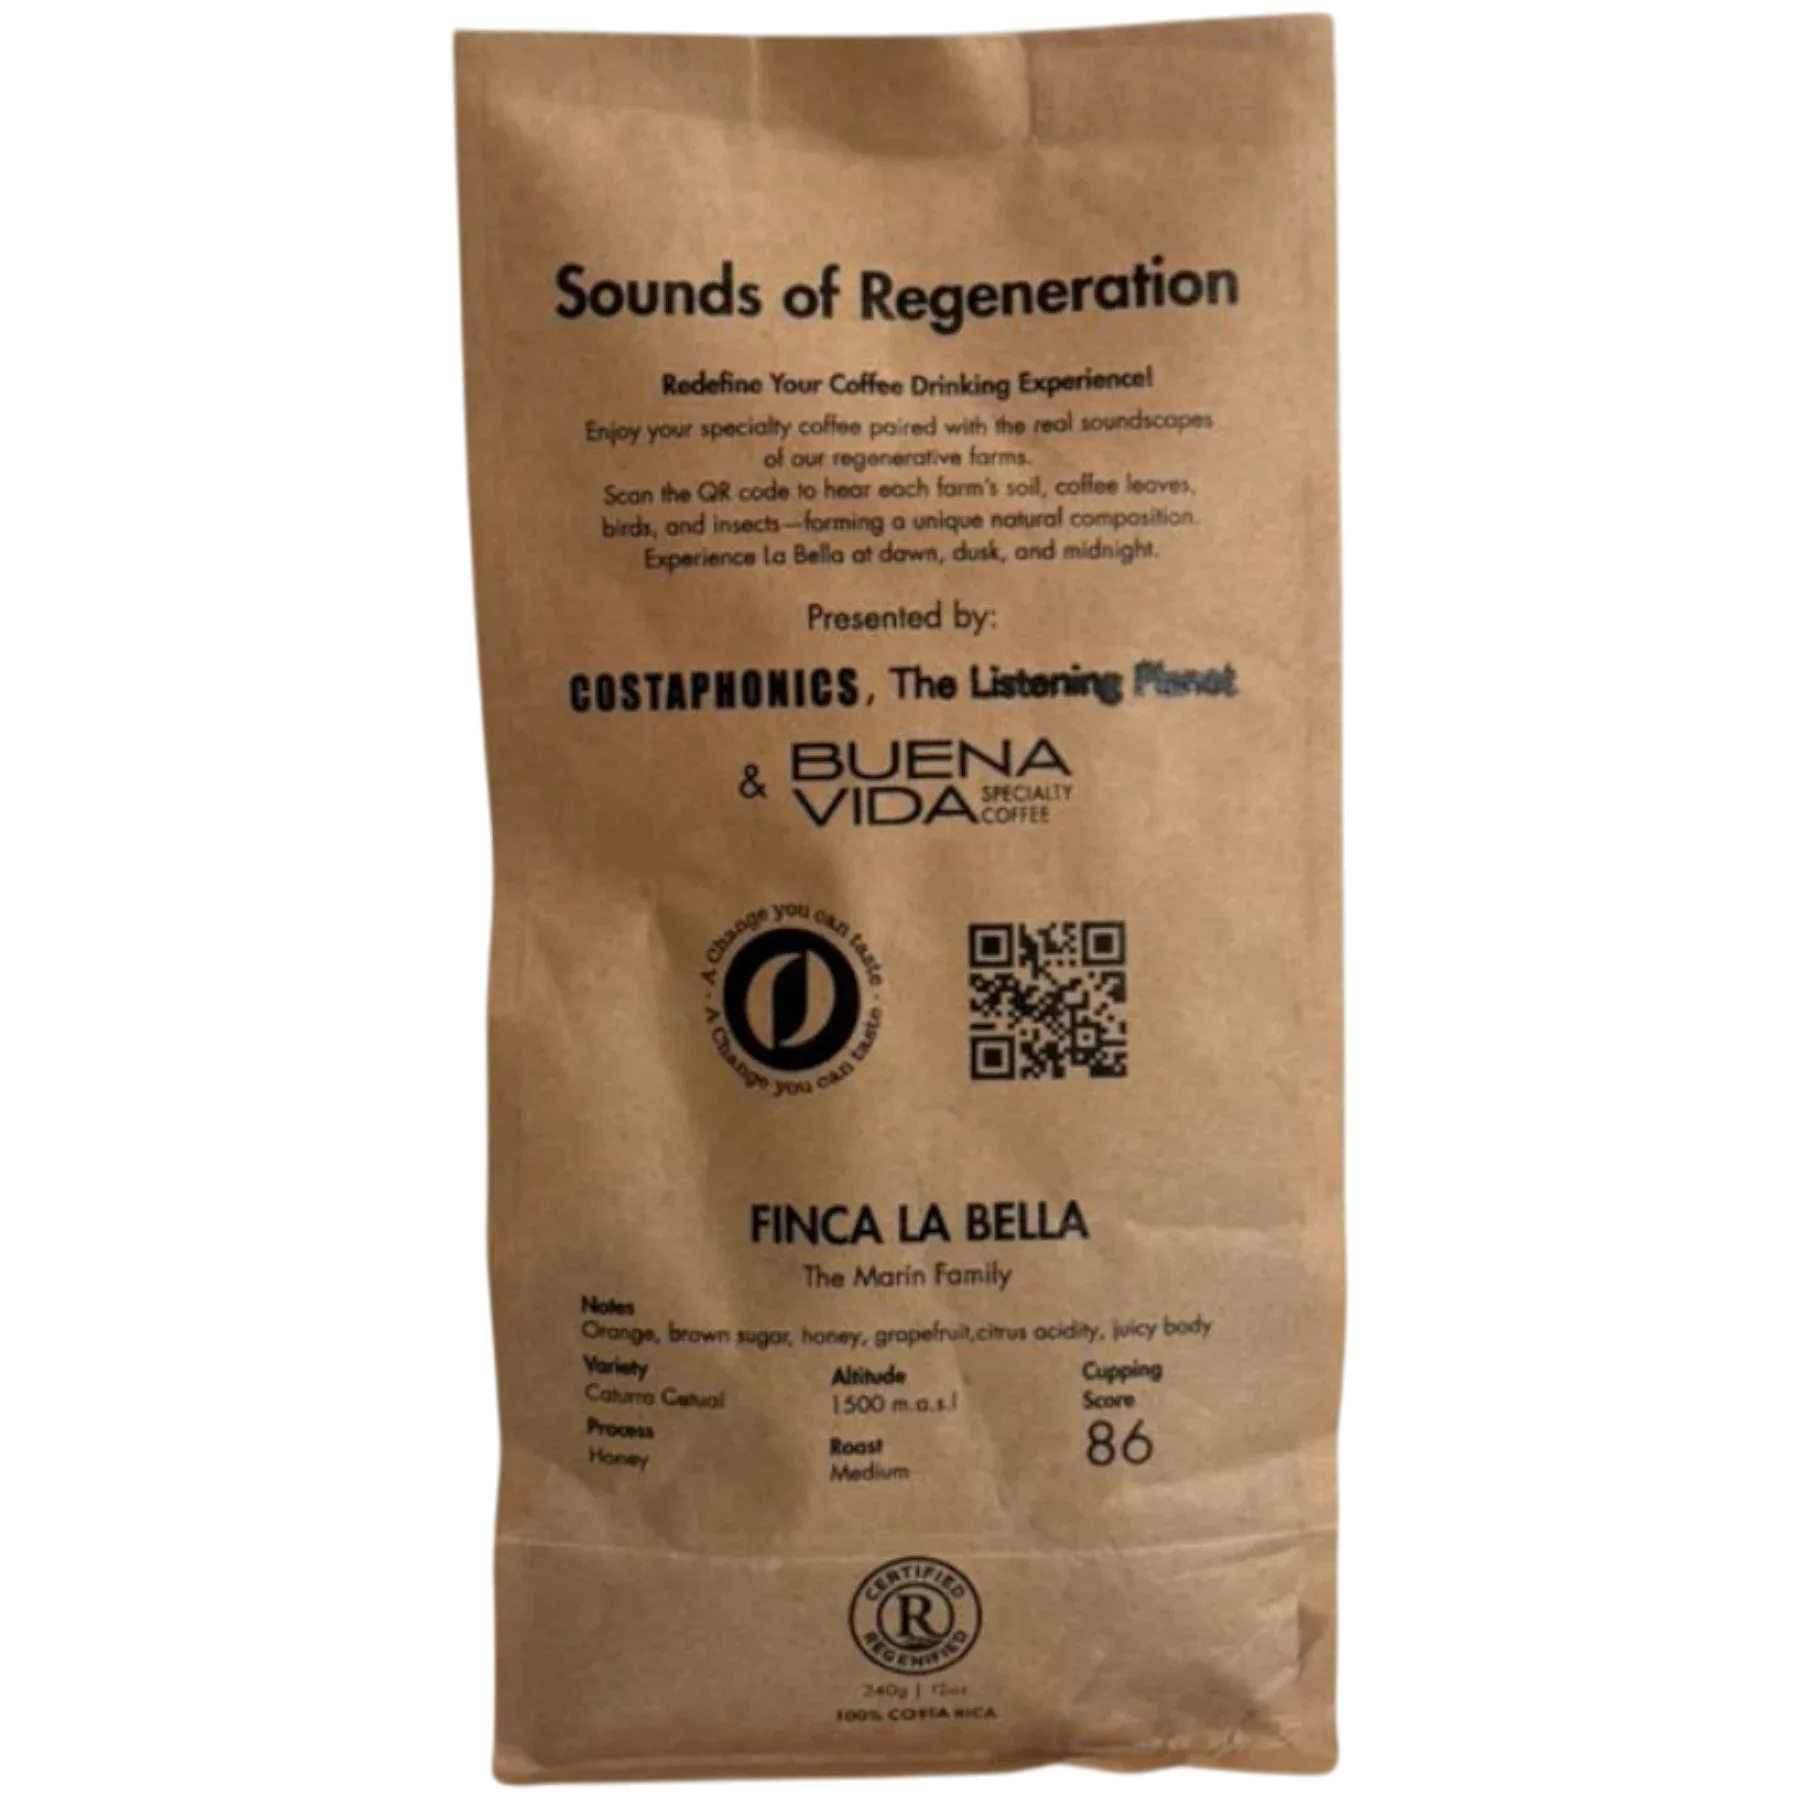 Sounds of Regeneration
Redefine Your Coffee Drinking Experience!
Enjoy your specialty coffee paired with the real soundscapes
of our regenerative farms.
Scan the QR code to hear each farm's soil, coffee leaves,
birds, and insects—forming a unique natural composition.
Experience La Bella at dawn, dusk, and midnight.
Presented by:
COSTAPHONICS, The Listening Planet
& BUENA
VIDA SPECIALTY
COFFEE
A Change you can taste · A Change you can taste ·
FINCA LA BELLA
The Marín Family
Notes
Orange, brown sugar, honey, grapefruit,citrus acidity, juicy body
Variety
Caturra Catuai
Process
Honey
Altitude
1500 m.a.s.l
Roast
Medium
Cupping
Score
86
CERTIFIED
R
REGENIFIED
240g | 12oz
100% COSTA RICA